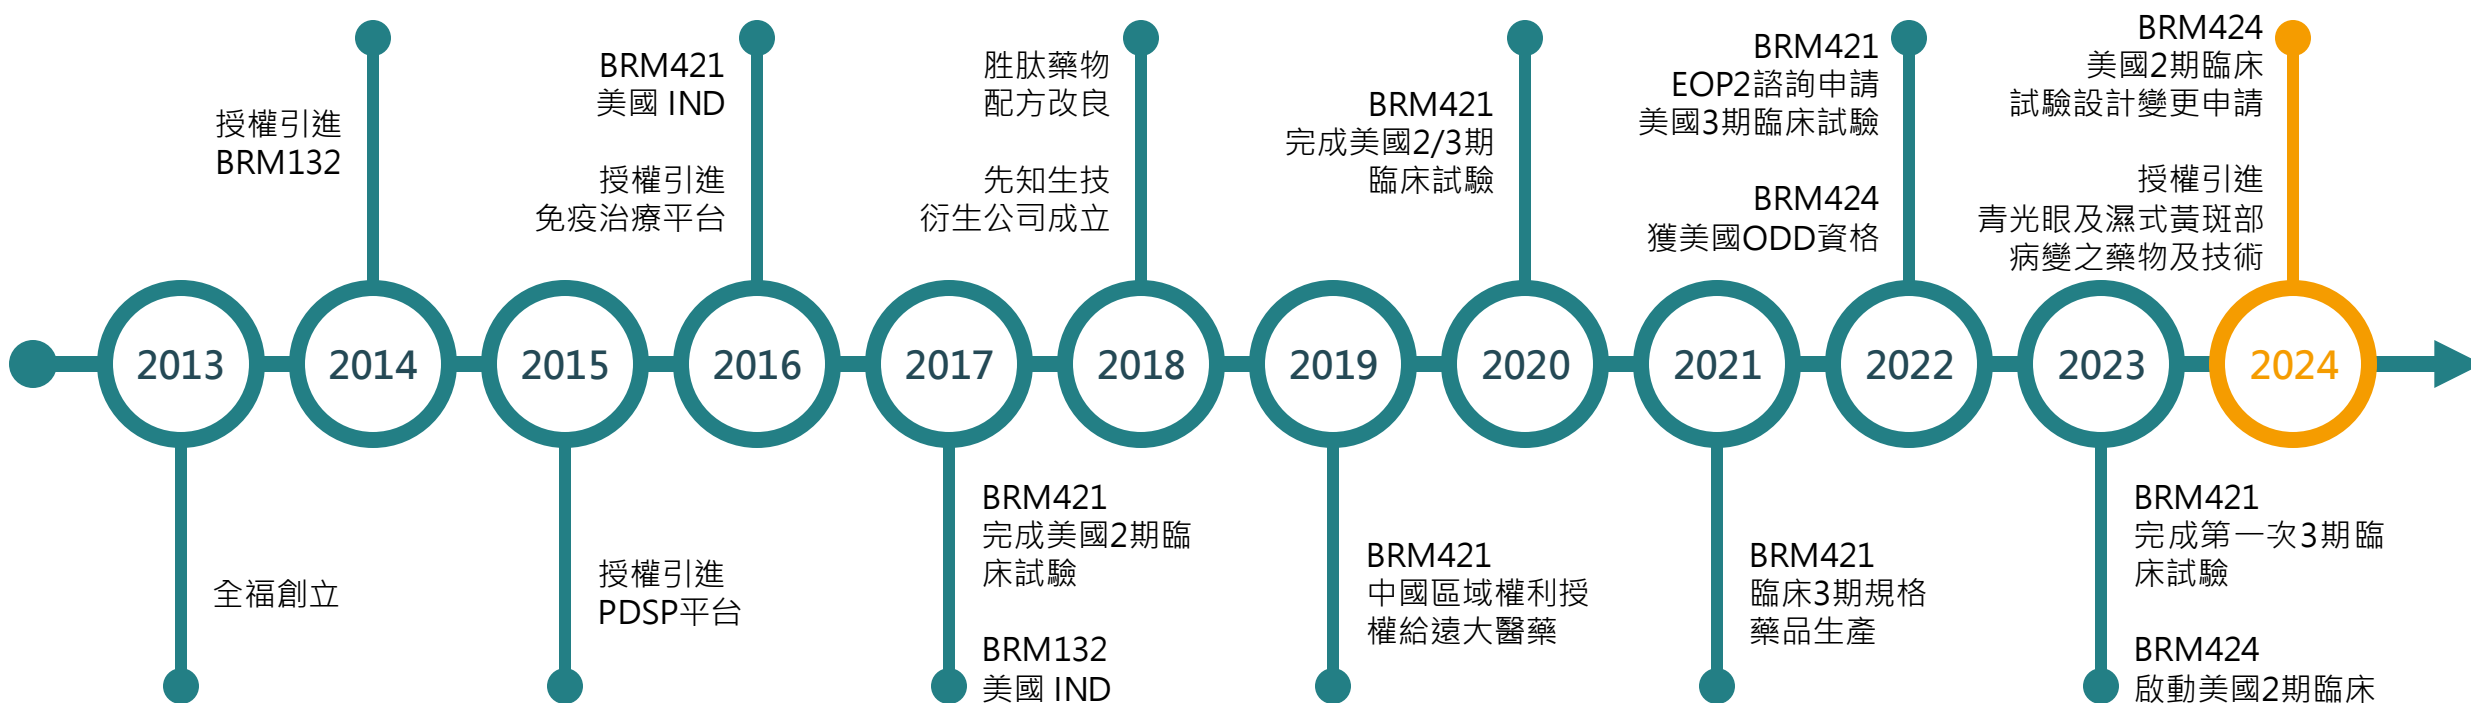 授權引進
BRM132
BRM421
美國 IND
授權引進
免疫治療平台
胜肽藥物
配方改良
先知生技
衍生公司成立
BRM421
完成美國2/3期
臨床試驗
BRM421
EOP2諮詢申請
美國3期臨床試驗
BRM424
獲美國ODD資格
BRM424
美國2期臨床
試驗設計變更申請
授權引進
青光眼及濕式黃斑部
病變之藥物及技術
2013
2014
2015
2016
2017
2018
2019
2020
2021
2022
2023
2024
全福創立
授權引進
PDSP平台
BRM421
完成美國2期臨
床試驗
BRM132
美國 IND
BRM421
中國區域權利授
權給遠大醫藥
BRM421
臨床3期規格
藥品生產
BRM421
完成第一次3期臨
床試驗
BRM424
啟動美國2期臨床